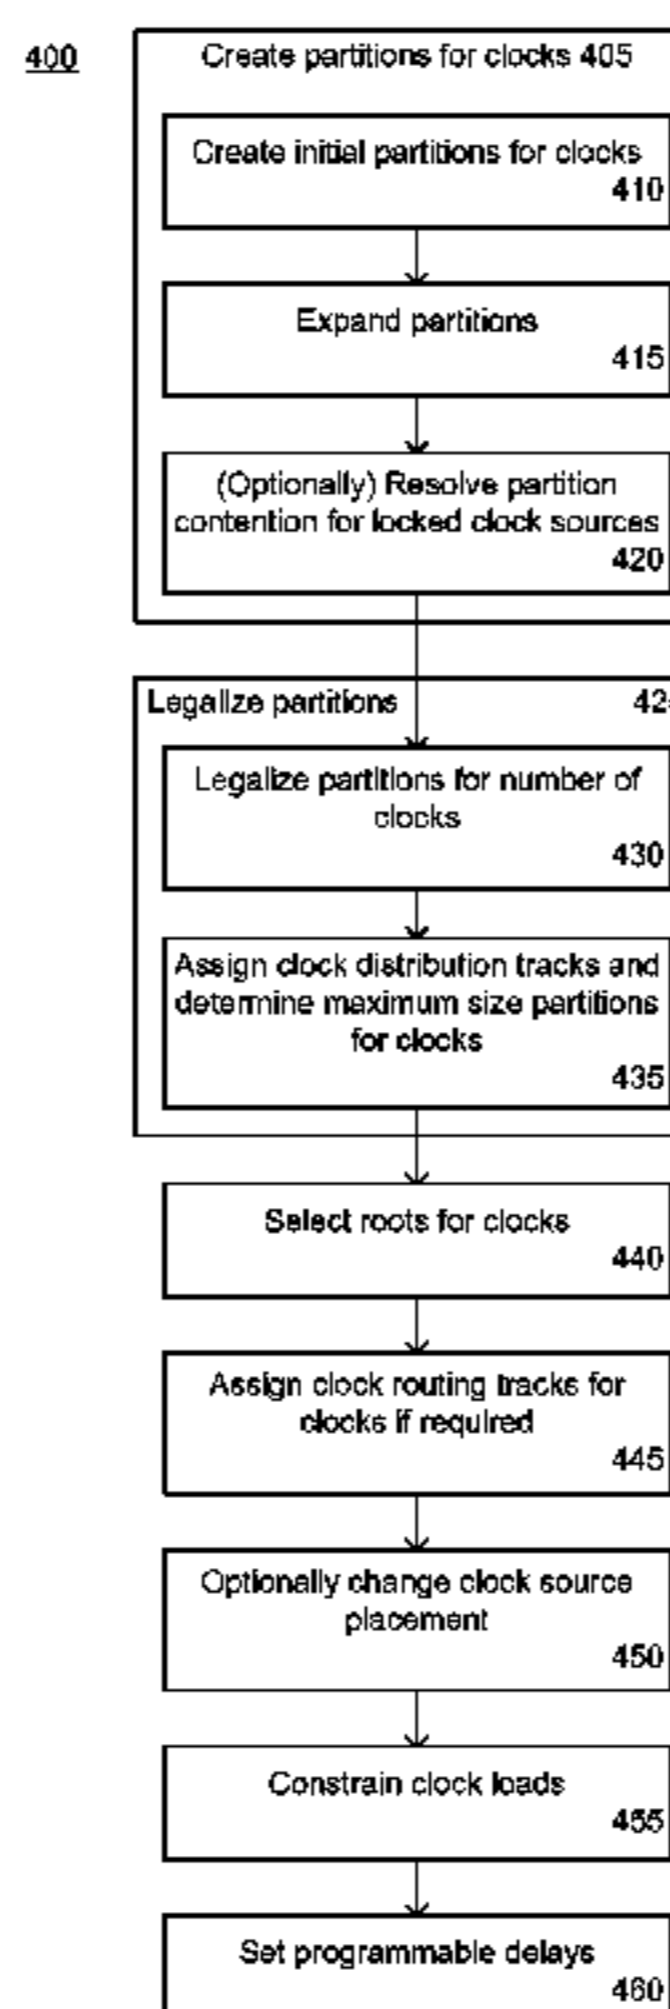 400
Create partitions for clocks 405
Create initial partitions for clocks
410
Expand partitions
415
(Optionally) Resolve partition
contention for locked clock sources
420
Legalize partitions
Legalize partitions for number of
clocks
430
Assign clock distribution tracks and
determine maximum size partitions
for clocks
435
Select roots for clocks
440
Assign clock routing tracks for
clocks if required
445
Optionally change clock source
placement
450
Constrain clock loads
455
Set programmable delays
460